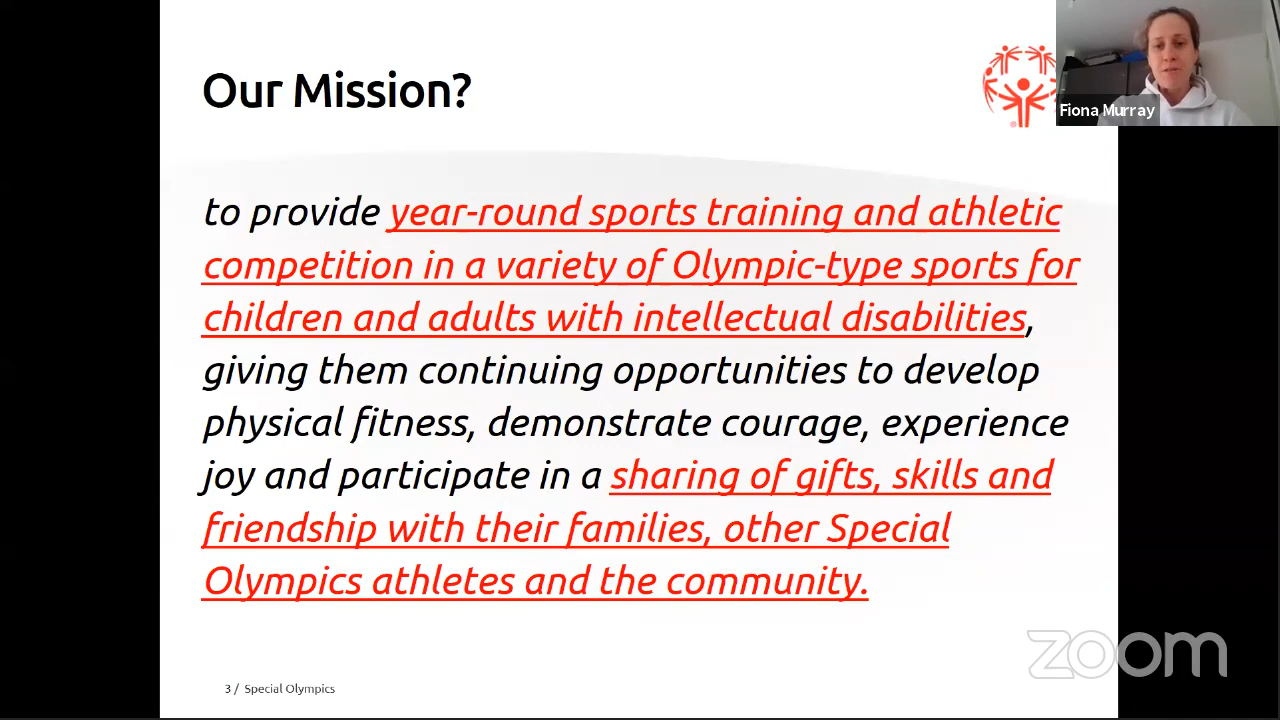 Our Mission?
Fiona Murray
to provide year-round sports training and athletic
competition in a variety of Olympic-type sports for
children and adults with intellectual disabilities,
giving them continuing opportunities to develop
physical fitness, demonstrate courage, experience
joy and participate in a sharing of gifts, skills and
friendship with their families, other Special
Olympics athletes and the community.
zoom
3 / Special Olympics